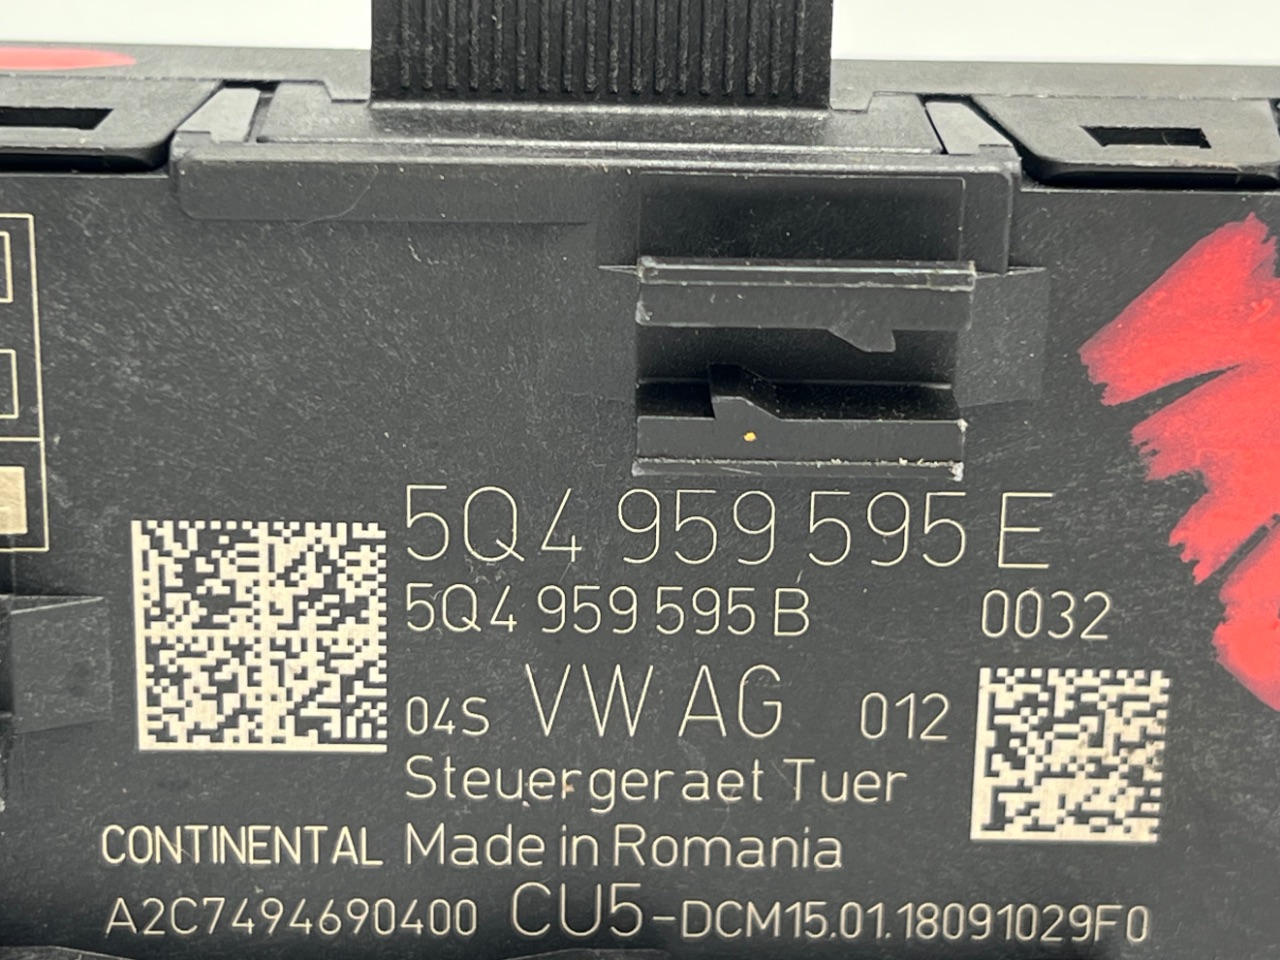 5Q4 959 595 E
5Q4 959 595 B 0032
04S VW AG 012
Steuergeraet Tuer
CONTINENTAL Made in Romania
A2C7494690400 CU5-DCM15.01.18091029F0